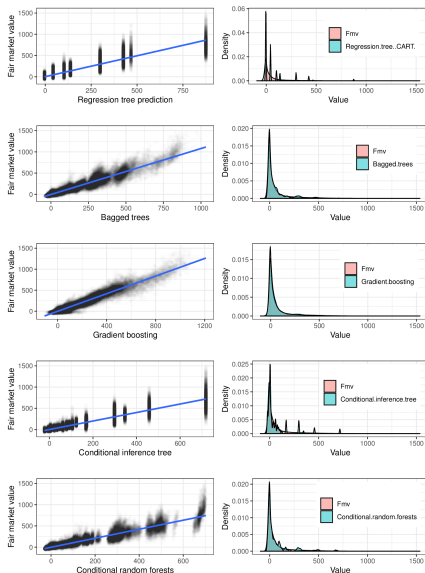 Fair market value
1500
1000
500
0
0
250
500
750
Regression tree prediction
Density
0.06
0.04
0.02
0.00
0
500
1000
1500
Value
Fmv
Regression.tree..CART.
Fair market value
1500
1000
500
0
0
250
500
750
1000
Bagged trees
Density
0.020
0.015
0.010
0.005
0.000
0
500
1000
1500
Value
Fmv
Bagged.trees
Fair market value
1500
1000
500
0
0
400
800
1200
Gradient boosting
Density
0.015
0.010
0.005
0.000
0
500
1000
1500
Value
Fmv
Gradient.boosting
Fair market value
1500
1000
500
0
0
200
400
600
Conditional inference tree
Density
0.025
0.020
0.015
0.010
0.005
0.000
0
500
1000
1500
Value
Fmv
Conditional.inference.tree
Fair market value
1500
1000
500
0
0
200
400
600
Conditional random forests
Density
0.020
0.015
0.010
0.005
0.000
0
500
1000
1500
Value
Fmv
Conditional.random.forests